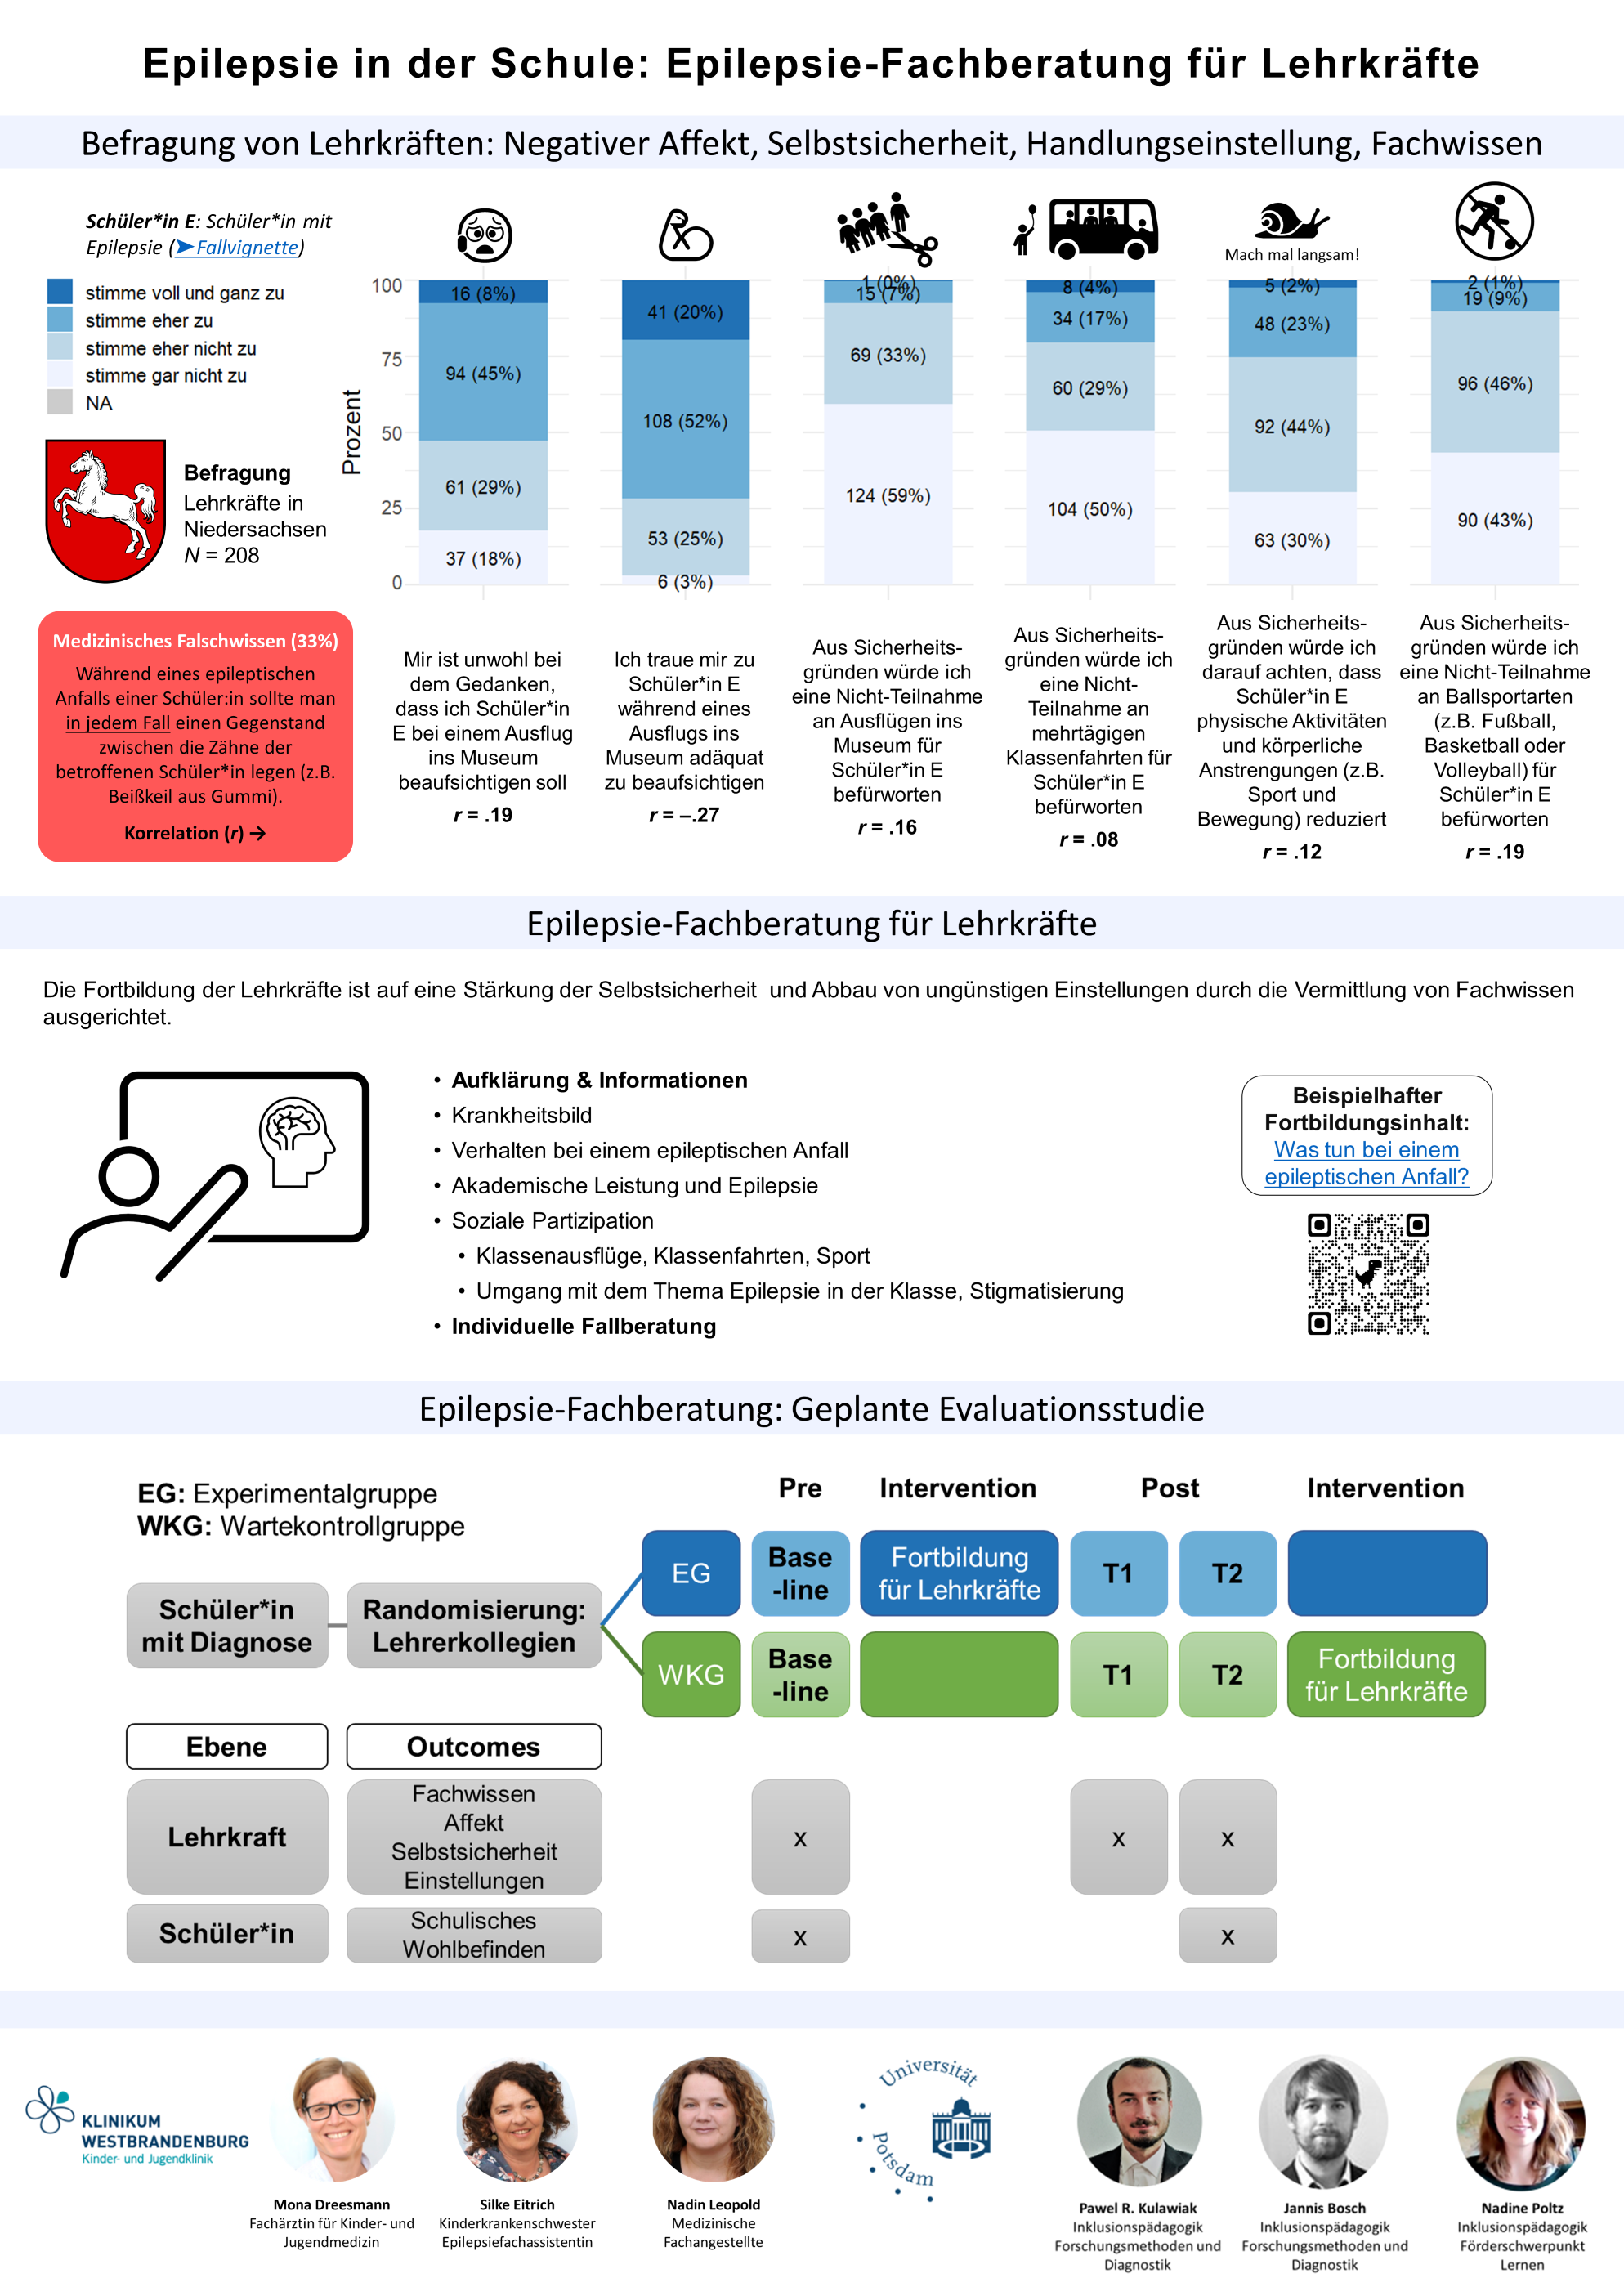 Epilepsie in der Schule: Epilepsie-Fachberatung für Lehrkräfte
Befragung von Lehrkräften: Negativer Affekt, Selbstsicherheit, Handlungseinstellung, Fachwissen
Schüler*in E: Schüler*in mit
Epilepsie (➤Fallvignette)
stimme voll und ganz zu
stimme eher zu
stimme eher nicht zu
stimme gar nicht zu
NA
Befragung
Lehrkräfte in
Niedersachsen
N = 208
Medizinisches Falschwissen (33%)
Während eines epileptischen
Anfalls einer Schüler:in sollte man
in jedem Fall einen Gegenstand
zwischen die Zähne der
betroffenen Schüler*in legen (z.B.
Beißkeil aus Gummi).
Korrelation (r) →
Prozent
100
75
50
25
0
16 (8%)
94 (45%)
61 (29%)
37 (18%)
Mir ist unwohl bei
dem Gedanken,
dass ich Schüler*in
E bei einem Ausflug
ins Museum
beaufsichtigen soll
r = .19
41 (20%)
108 (52%)
53 (25%)
6 (3%)
Ich traue mir zu
Schüler*in E
während eines
Ausflugs ins
Museum adäquat
zu beaufsichtigen
r = –.27
1 (0%)
15 (7%)
69 (33%)
124 (59%)
Aus Sicherheits-
gründen würde ich
eine Nicht-Teilnahme
an Ausflügen ins
Museum für
Schüler*in E
befürworten
r = .16
8 (4%)
34 (17%)
60 (29%)
104 (50%)
Aus Sicherheits-
gründen würde ich
eine Nicht-
Teilnahme an
mehrtägigen
Klassenfahrten für
Schüler*in E
befürworten
r = .08
Mach mal langsam!
5 (2%)
48 (23%)
92 (44%)
63 (30%)
Aus Sicherheits-
gründen würde ich
darauf achten, dass
Schüler*in E
physische Aktivitäten
und körperliche
Anstrengungen (z.B.
Sport und
Bewegung) reduziert
r = .12
2 (1%)
19 (9%)
96 (46%)
90 (43%)
Aus Sicherheits-
gründen würde ich
eine Nicht-Teilnahme
an Ballsportarten
(z.B. Fußball,
Basketball oder
Volleyball) für
Schüler*in E
befürworten
r = .19
Epilepsie-Fachberatung für Lehrkräfte
Die Fortbildung der Lehrkräfte ist auf eine Stärkung der Selbstsicherheit und Abbau von ungünstigen Einstellungen durch die Vermittlung von Fachwissen
ausgerichtet.
• Aufklärung & Informationen
• Krankheitsbild
• Verhalten bei einem epileptischen Anfall
• Akademische Leistung und Epilepsie
• Soziale Partizipation
• Klassenausflüge, Klassenfahrten, Sport
• Umgang mit dem Thema Epilepsie in der Klasse, Stigmatisierung
• Individuelle Fallberatung
Beispielhafter
Fortbildungsinhalt:
Was tun bei einem
epileptischen Anfall?
Epilepsie-Fachberatung: Geplante Evaluationsstudie
EG: Experimentalgruppe
WKG: Wartekontrollgruppe
Pre Intervention Post Intervention
Schüler*in
mit Diagnose
Randomisierung:
Lehrerkollegien
EG
Base
-line
Fortbildung
für Lehrkräfte
T1
T2
WKG
Base
-line
T1
T2
Fortbildung
für Lehrkräfte
Ebene
Outcomes
Lehrkraft
Fachwissen
Affekt
Selbstsicherheit
Einstellungen
x
x
x
Schüler*in
Schulisches
Wohlbefinden
x
x
KLINIKUM
WESTBRANDENBURG
Kinder- und Jugendklinik
Mona Dreesmann
Fachärztin für Kinder- und
Jugendmedizin
Silke Eitrich
Kinderkrankenschwester
Epilepsiefachassistentin
Nadin Leopold
Medizinische
Fachangestellte
Universität
Potsdam
Pawel R. Kulawiak
Inklusionspädagogik
Forschungsmethoden und
Diagnostik
Jannis Bosch
Inklusionspädagogik
Forschungsmethoden und
Diagnostik
Nadine Poltz
Inklusionspädagogik
Förderschwerpunkt
Lernen